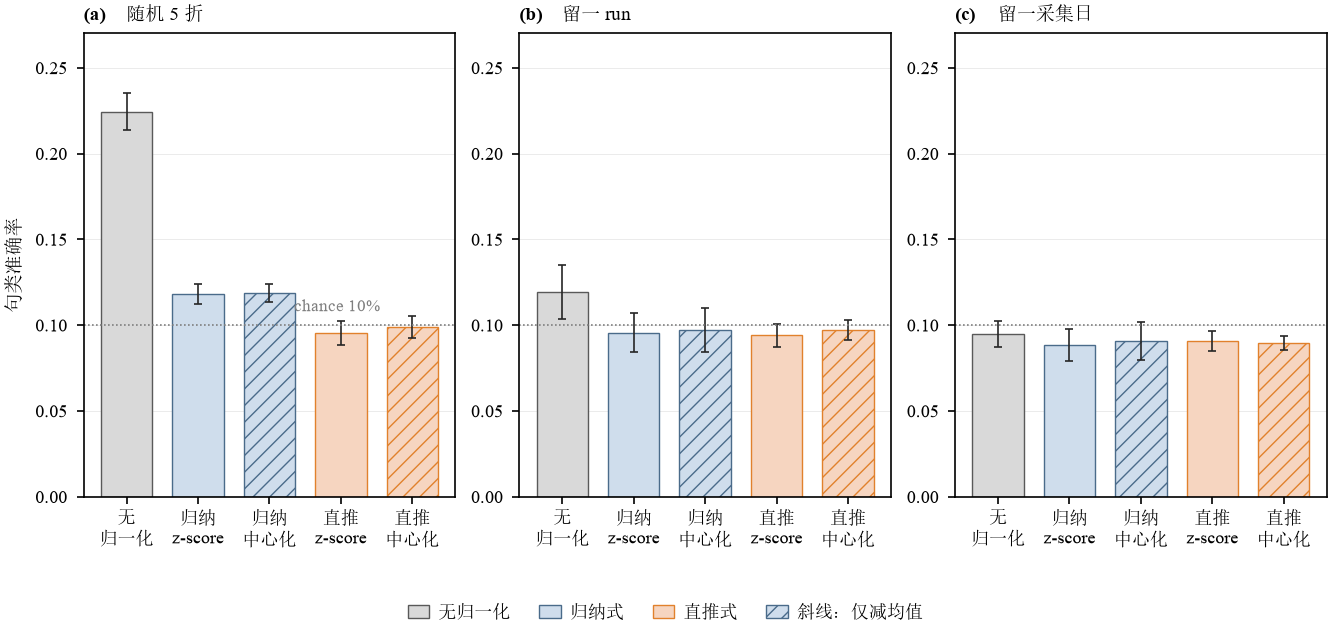 (a) 随机 5 折
(b) 留一 run
(c) 留一采集日
句类准确率
0.25
0.20
0.15
0.10
0.05
0.00
chance 10%
无
归一化
归纳
z-score
归纳
中心化
直推
z-score
直推
中心化
0.25
0.20
0.15
0.10
0.05
0.00
无
归一化
归纳
z-score
归纳
中心化
直推
z-score
直推
中心化
0.25
0.20
0.15
0.10
0.05
0.00
无
归一化
归纳
z-score
归纳
中心化
直推
z-score
直推
中心化
无归一化 归纳式 直推式 斜线：仅减均值